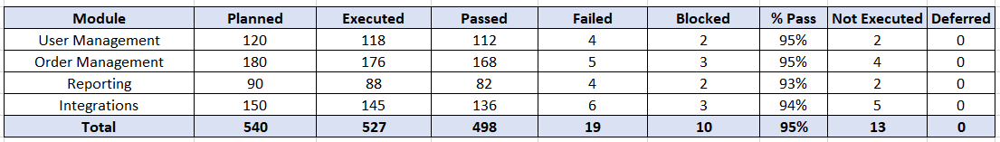 Module Planned Executed Passed Failed Blocked % Pass Not Executed Deferred
User Management 120 118 112 4 2 95% 2 0
Order Management 180 176 168 5 3 95% 4 0
Reporting 90 88 82 4 2 93% 2 0
Integrations 150 145 136 6 3 94% 5 0
Total 540 527 498 19 10 95% 13 0